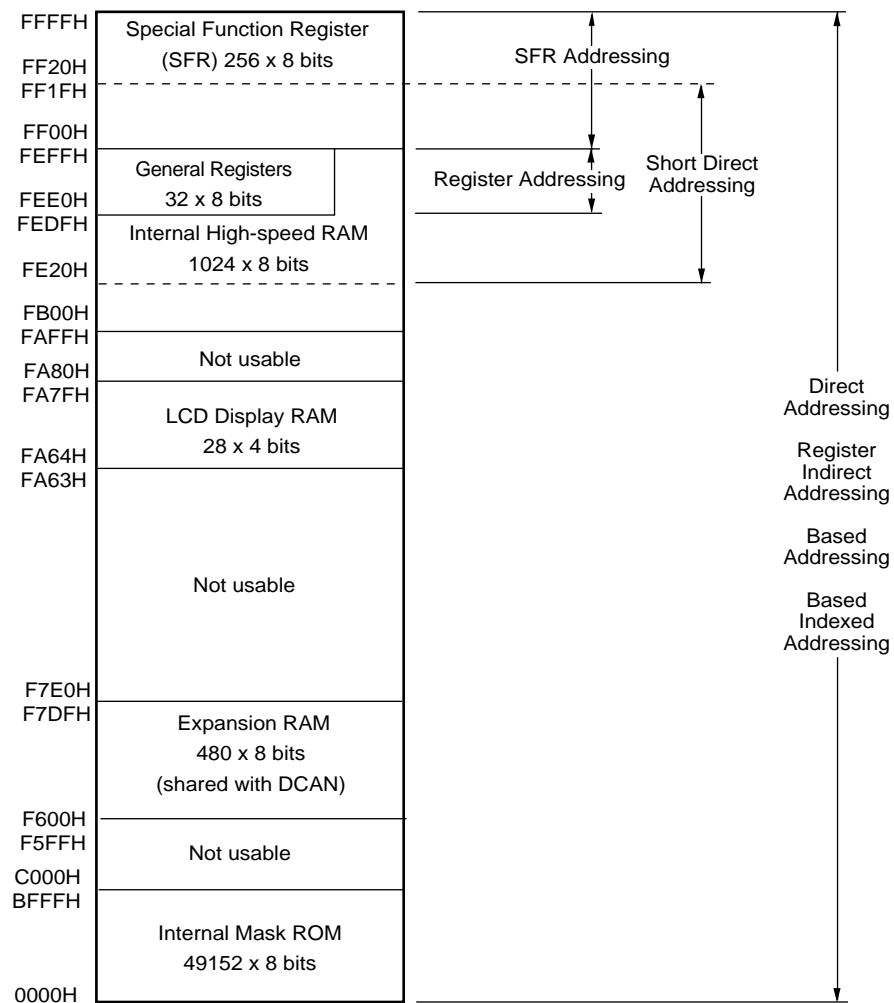 FFFFH
Special Function Register
(SFR) 256 x 8 bits
SFR Addressing
FF20H
FF1FH
FF00H
FEFFH
General Registers
32 x 8 bits
Register Addressing
Short Direct
Addressing
FEE0H
FEDFH
Internal High-speed RAM
1024 x 8 bits
FE20H
FB00H
FAFFH
Not usable
FA80H
FA7FH
LCD Display RAM
28 x 4 bits
FA64H
FA63H
Direct
Addressing
Register
Indirect
Addressing
Based
Addressing
Based
Indexed
Addressing
Not usable
F7E0H
F7DFH
Expansion RAM
480 x 8 bits
(shared with DCAN)
F600H
F5FFH
Not usable
C000H
BFFFH
Internal Mask ROM
49152 x 8 bits
0000H